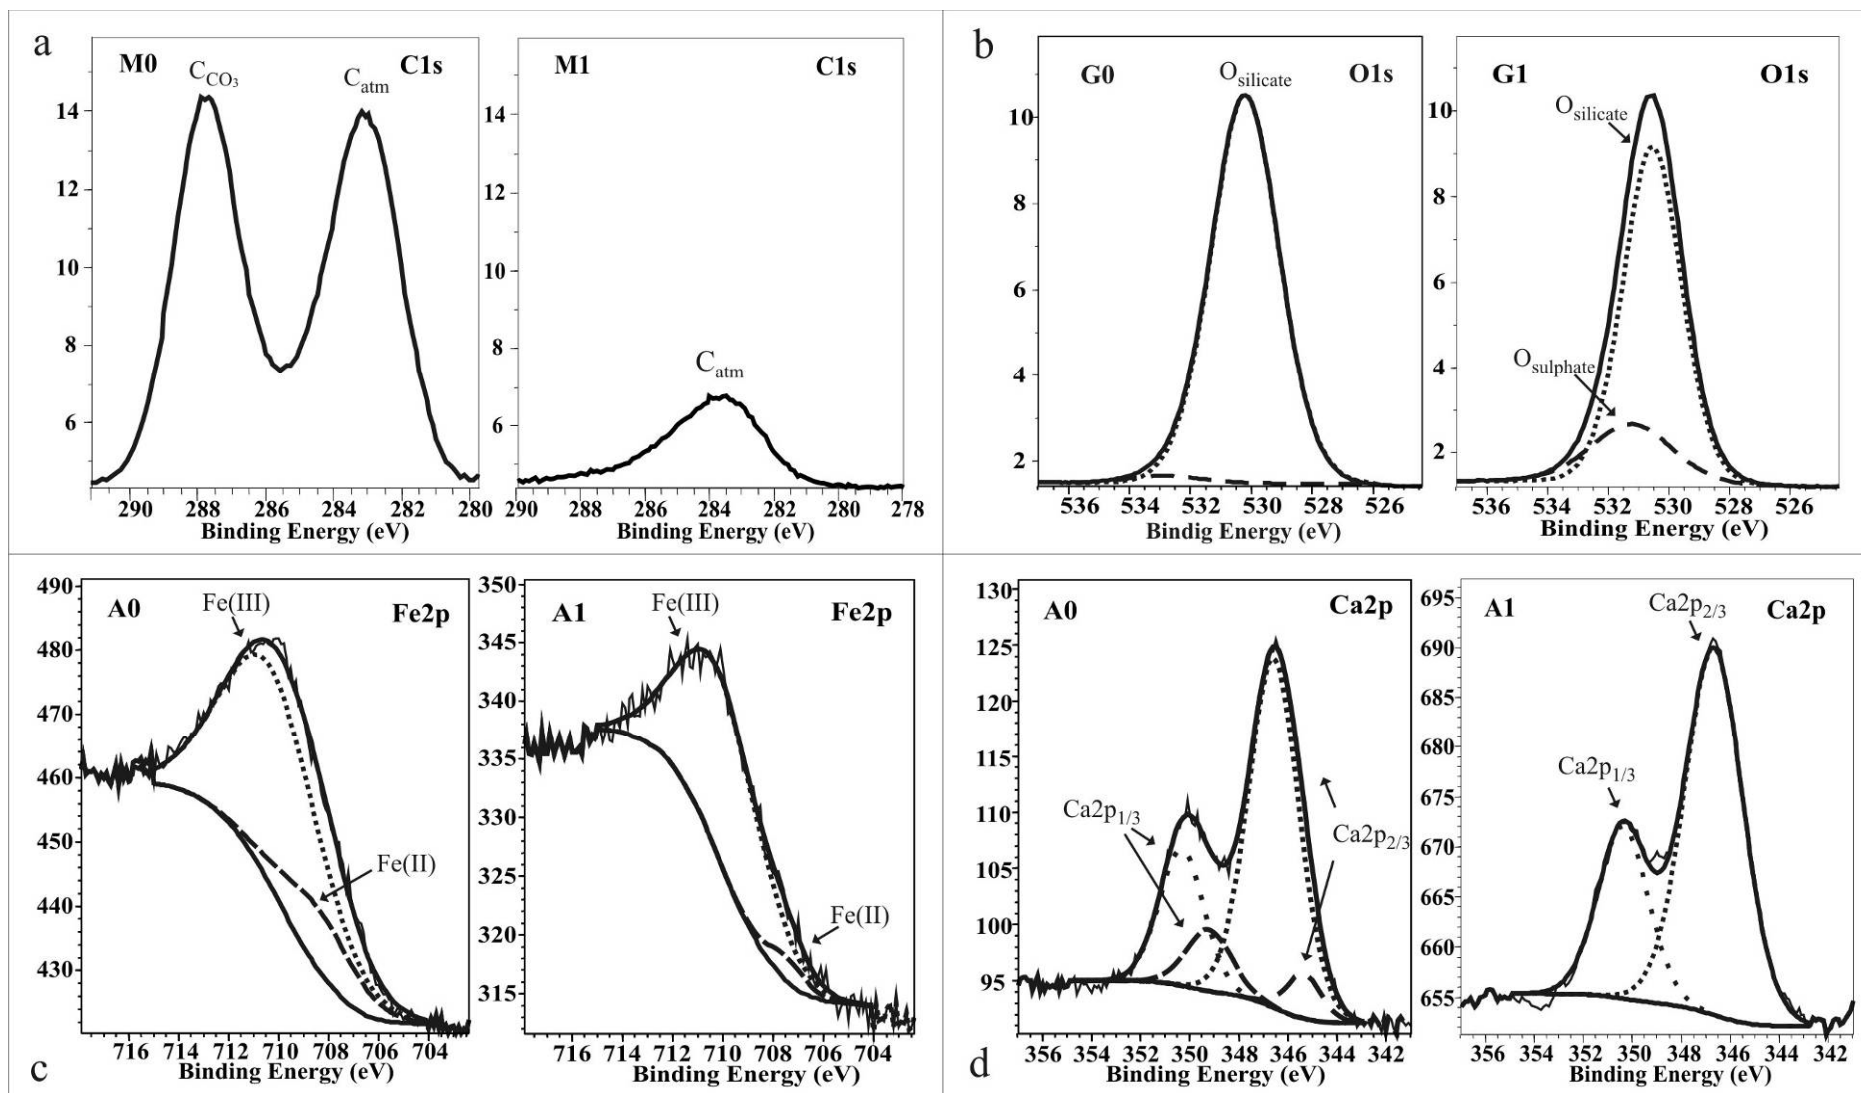 a
M0
C1s
C_CO₃
C_atm
14
12
10
8
6
290 288 286 284 282 280
Binding Energy (eV)
M1
C1s
C_atm
14
12
10
8
6
290 288 286 284 282 280 278
Binding Energy (eV)
b
G0
O1s
O_silicate
10
8
6
4
2
536 534 532 530 528 526
Bindig Energy (eV)
G1
O1s
O_silicate
O_sulphate
10
8
6
4
2
536 534 532 530 528 526
Binding Energy (eV)
c
A0
Fe2p
Fe(III)
Fe(II)
490
480
470
460
450
440
430
716 714 712 710 708 706 704
Binding Energy (eV)
A1
Fe2p
Fe(III)
Fe(II)
350
345
340
335
330
325
320
315
716 714 712 710 708 706 704
Binding Energy (eV)
d
A0
Ca2p
Ca2p₁/₃
Ca2p₂/₃
130
125
120
115
110
105
100
95
356 354 352 350 348 346 344 342
Binding Energy (eV)
A1
Ca2p
Ca2p₂/₃
Ca2p₁/₃
695
690
685
680
675
670
665
660
655
356 354 352 350 348 346 344 342
Binding Energy (eV)